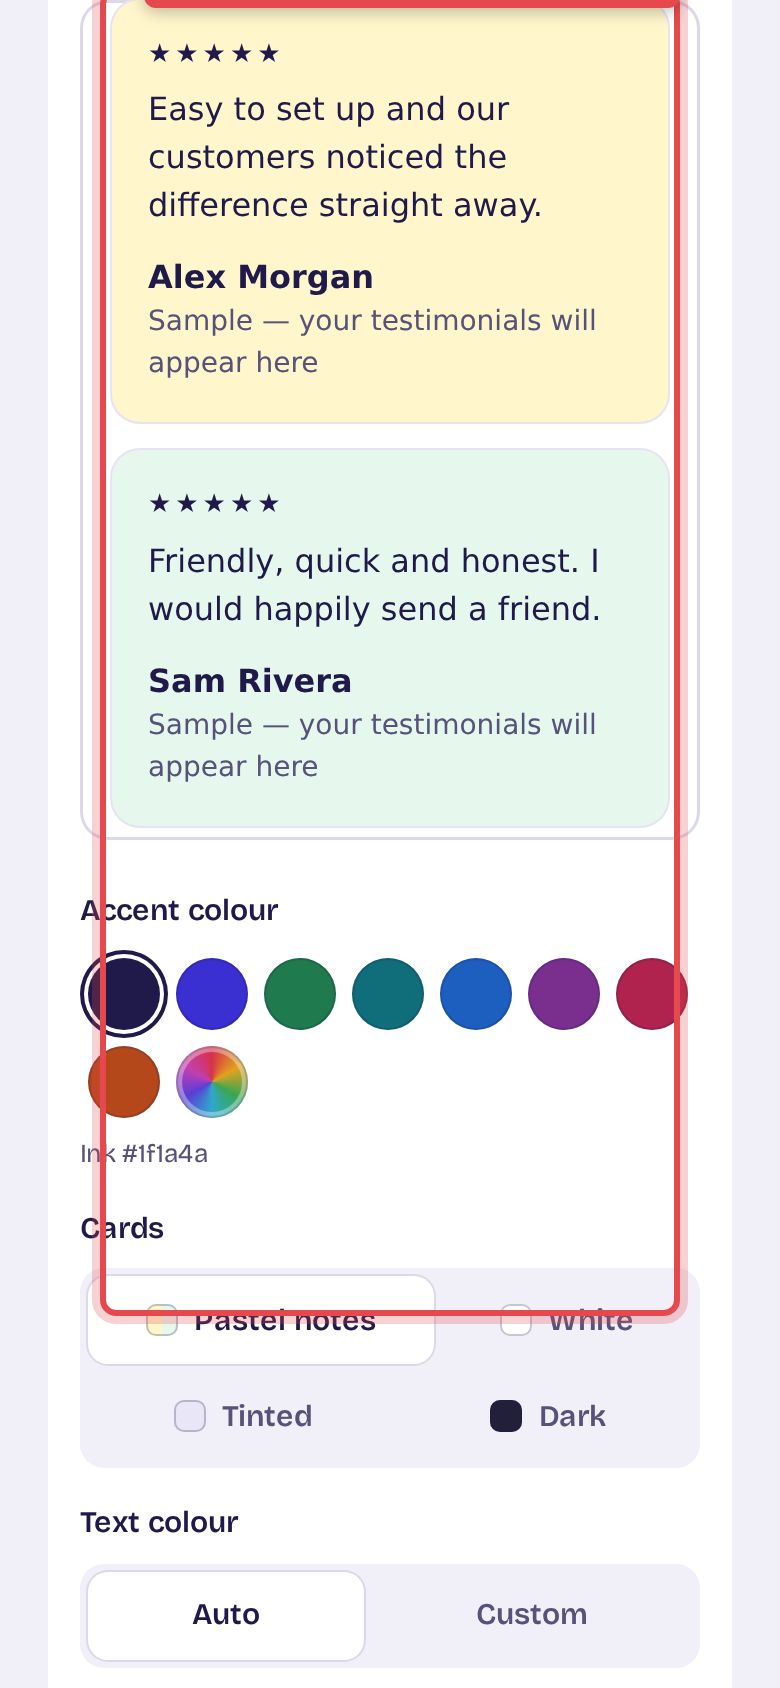 ★★★★★
Easy to set up and our
customers noticed the
difference straight away.
Alex Morgan
Sample — your testimonials will
appear here
★★★★★
Friendly, quick and honest. I
would happily send a friend.
Sam Rivera
Sample — your testimonials will
appear here
Accent colour
Ink #1f1a4a
Cards
Pastel notes
White
Tinted
Dark
Text colour
Auto
Custom